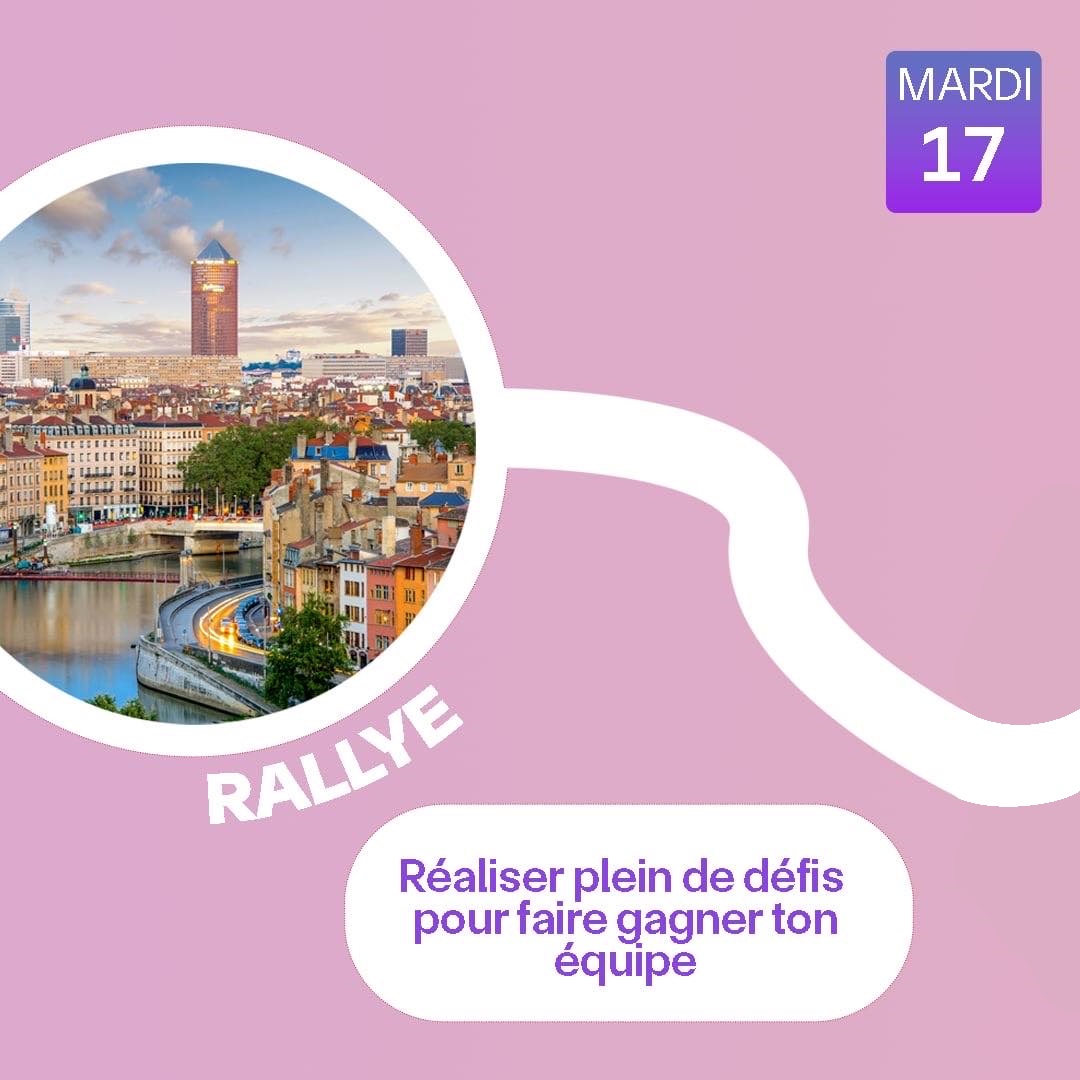 MARDI
17
RALLYE
Réaliser plein de défis
pour faire gagner ton
équipe